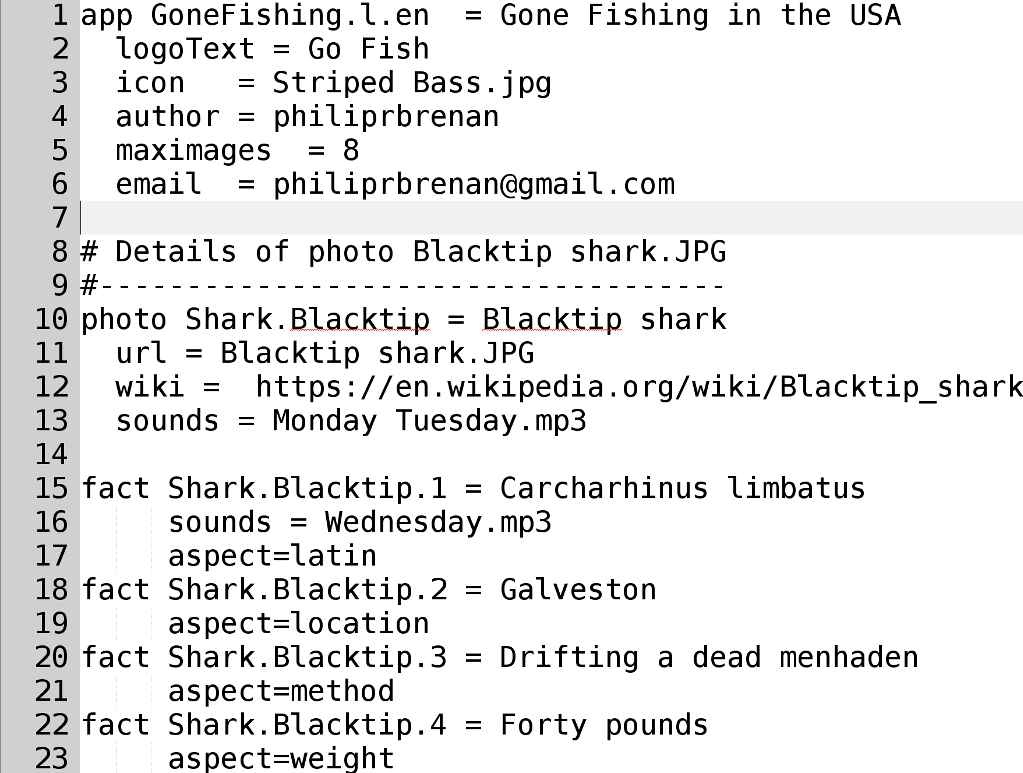 1 app GoneFishing.l.en  = Gone Fishing in the USA
2   logoText = Go Fish
3   icon   = Striped Bass.jpg
4   author = philiprbrenan
5   maximages  = 8
6   email  = philiprbrenan@gmail.com
7
8 # Details of photo Blacktip shark.JPG
9 #------------------------------------
10 photo Shark.Blacktip = Blacktip shark
11   url = Blacktip shark.JPG
12   wiki =  https://en.wikipedia.org/wiki/Blacktip_shark
13   sounds = Monday Tuesday.mp3
14
15 fact Shark.Blacktip.1 = Carcharhinus limbatus
16      sounds = Wednesday.mp3
17      aspect=latin
18 fact Shark.Blacktip.2 = Galveston
19      aspect=location
20 fact Shark.Blacktip.3 = Drifting a dead menhaden
21      aspect=method
22 fact Shark.Blacktip.4 = Forty pounds
23      aspect=weight